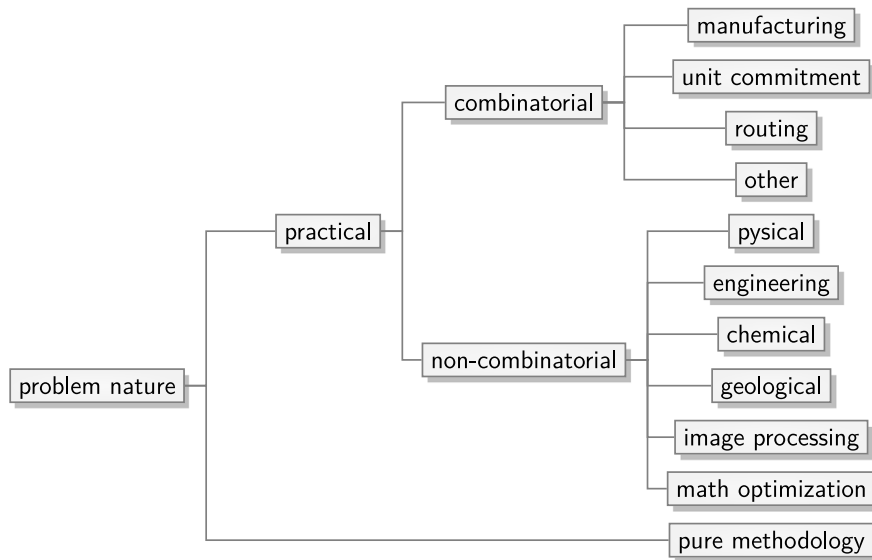 manufacturing
unit commitment
combinatorial
routing
other
practical
pysical
engineering
chemical
non-combinatorial
problem nature
geological
image processing
math optimization
pure methodology